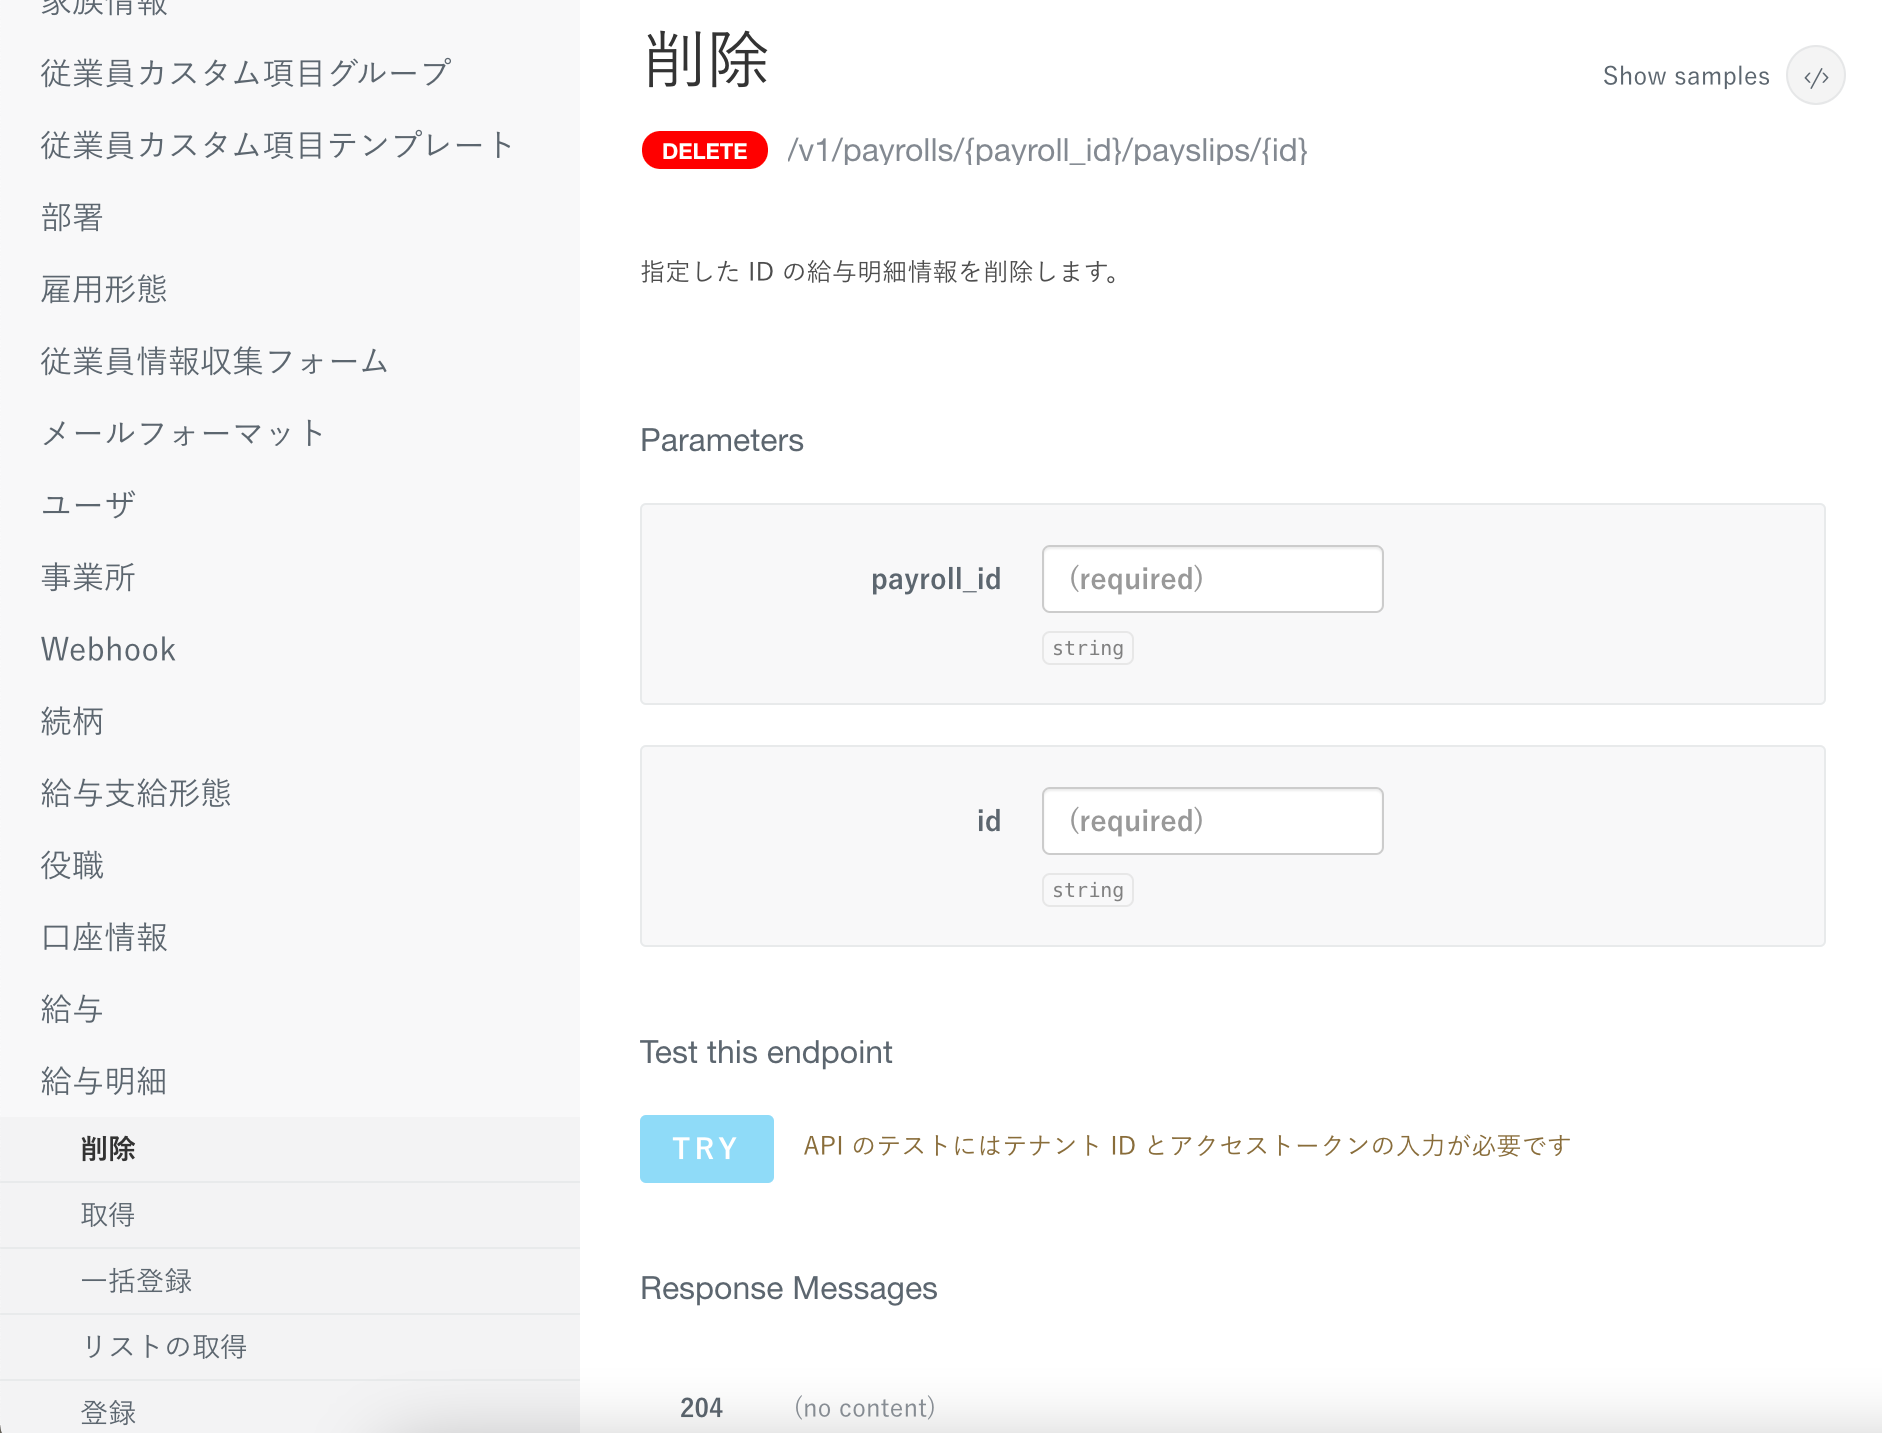 家族情報
従業員カスタム項目グループ
従業員カスタム項目テンプレート
部署
雇用形態
従業員情報収集フォーム
メールフォーマット
ユーザ
事業所
Webhook
続柄
給与支給形態
役職
口座情報
給与
給与明細
削除
取得
一括登録
リストの取得
登録
削除
Show samples </>
DELETE /v1/payrolls/{payroll_id}/payslips/{id}
指定した ID の給与明細情報を削除します。
Parameters
payroll_id (required)
string
id (required)
string
Test this endpoint
TRY API のテストにはテナント ID とアクセストークンの入力が必要です
Response Messages
204 (no content)